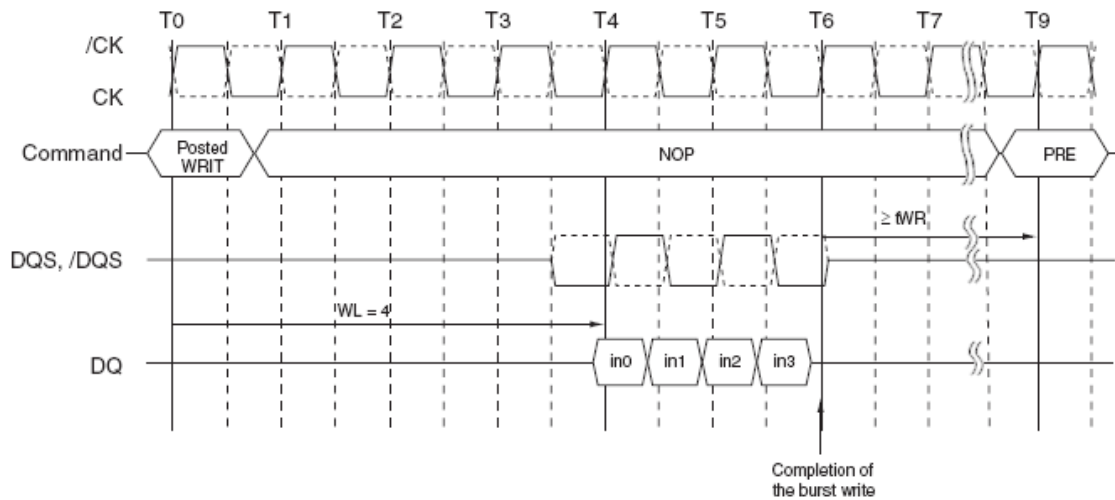 T0 T1 T2 T3 T4 T5 T6 T7 T9
/CK
CK
Command
Posted
WRIT
NOP
PRE
≥ tWR
DQS, /DQS
WL = 4
DQ
in0 in1 in2 in3
Completion of
the burst write